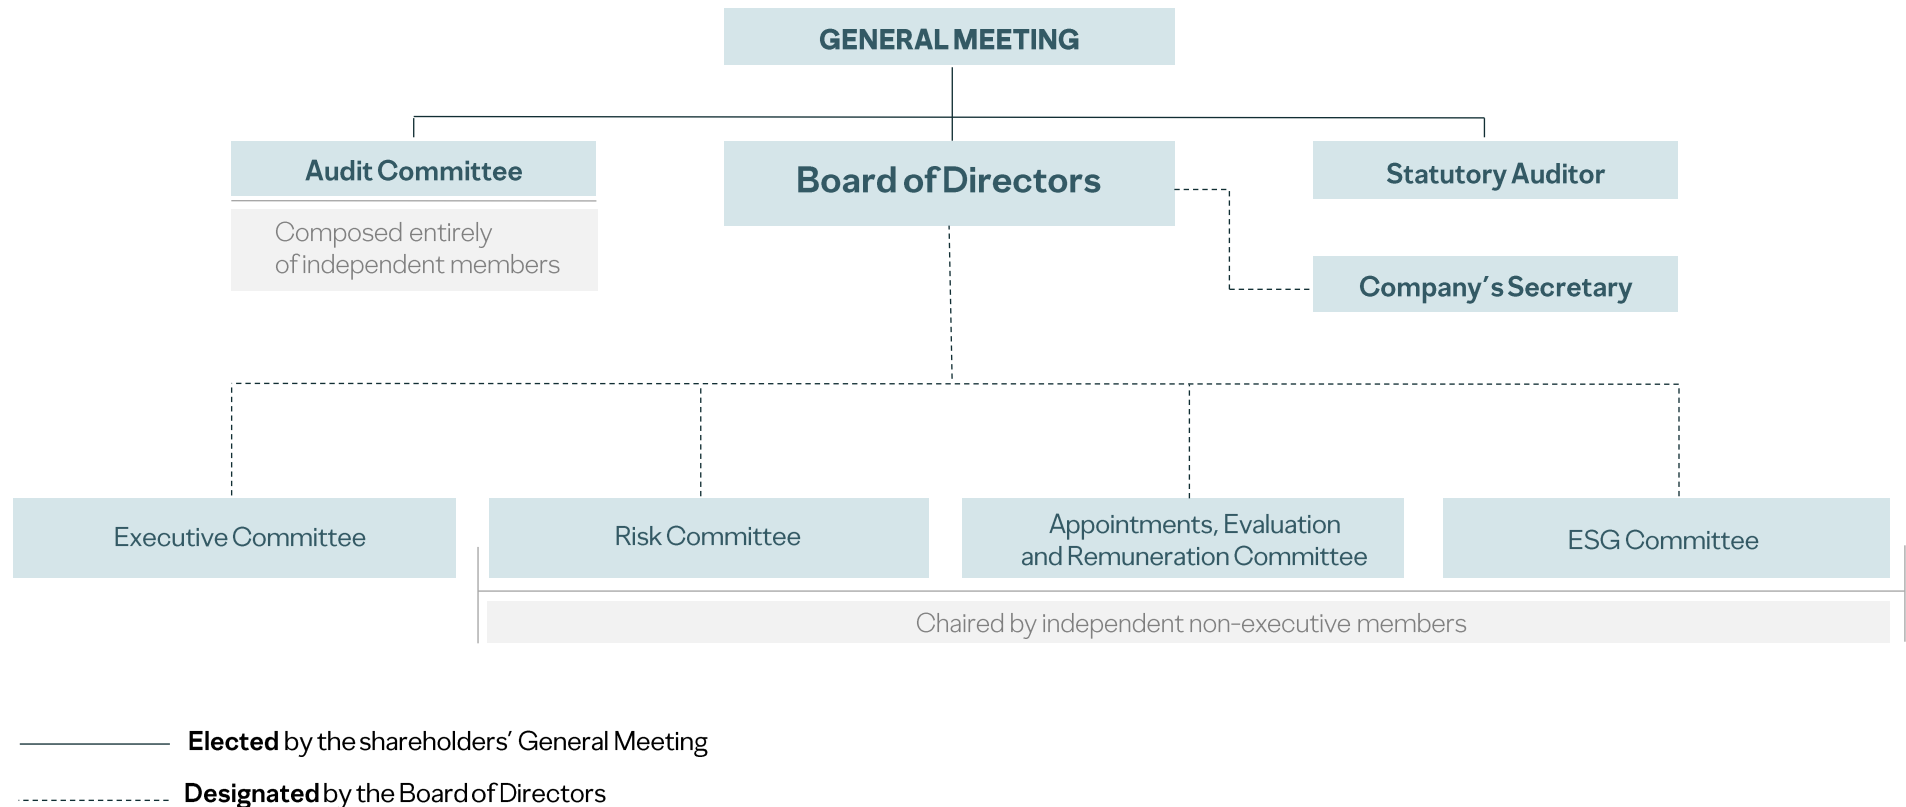 GENERAL MEETING
Audit Committee
Board of Directors
Statutory Auditor
Composed entirely
of independent members
Company's Secretary
Executive Committee
Risk Committee
Appointments, Evaluation
and Remuneration Committee
ESG Committee
Chaired by independent non-executive members
Elected by the shareholders' General Meeting
Designated by the Board of Directors